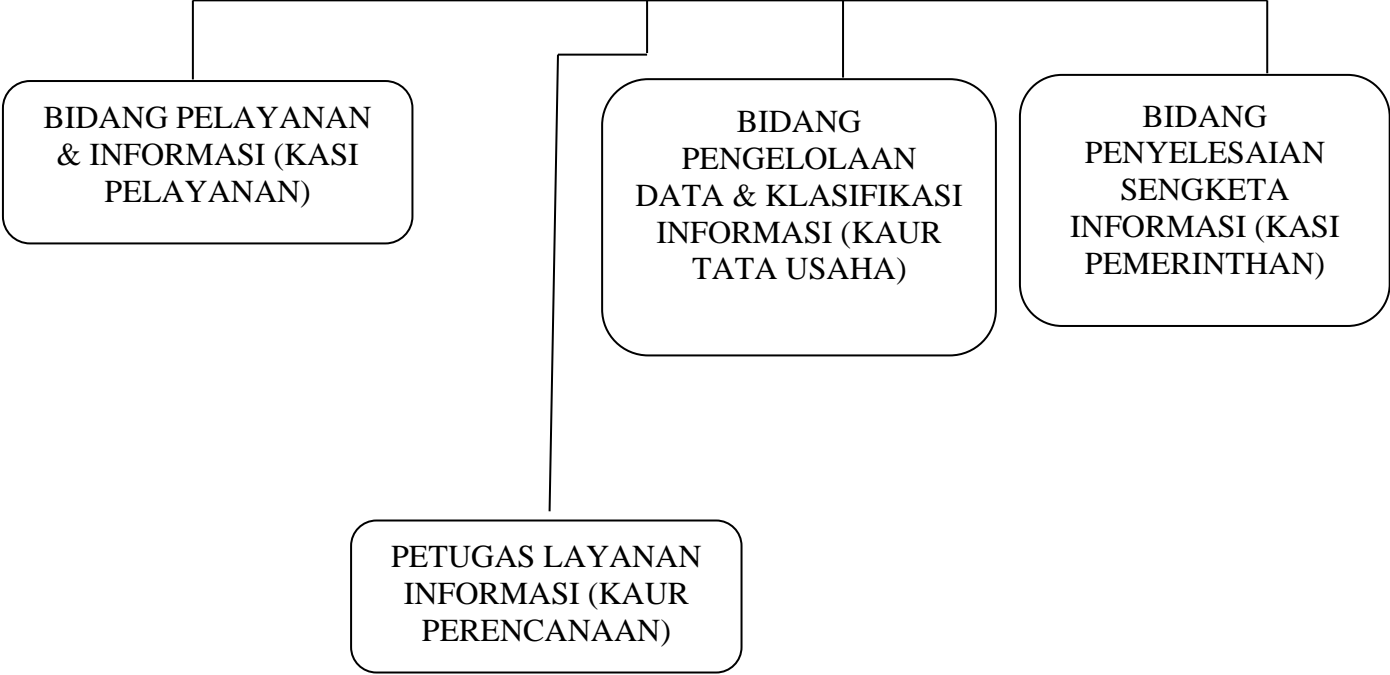 BIDANG PELAYANAN
& INFORMASI (KASI
PELAYANAN)
BIDANG
PENGELOLAAN
DATA & KLASIFIKASI
INFORMASI (KAUR
TATA USAHA)
BIDANG
PENYELESAIAN
SENGKETA
INFORMASI (KASI
PEMERINTHAN)
PETUGAS LAYANAN
INFORMASI (KAUR
PERENCANAAN)